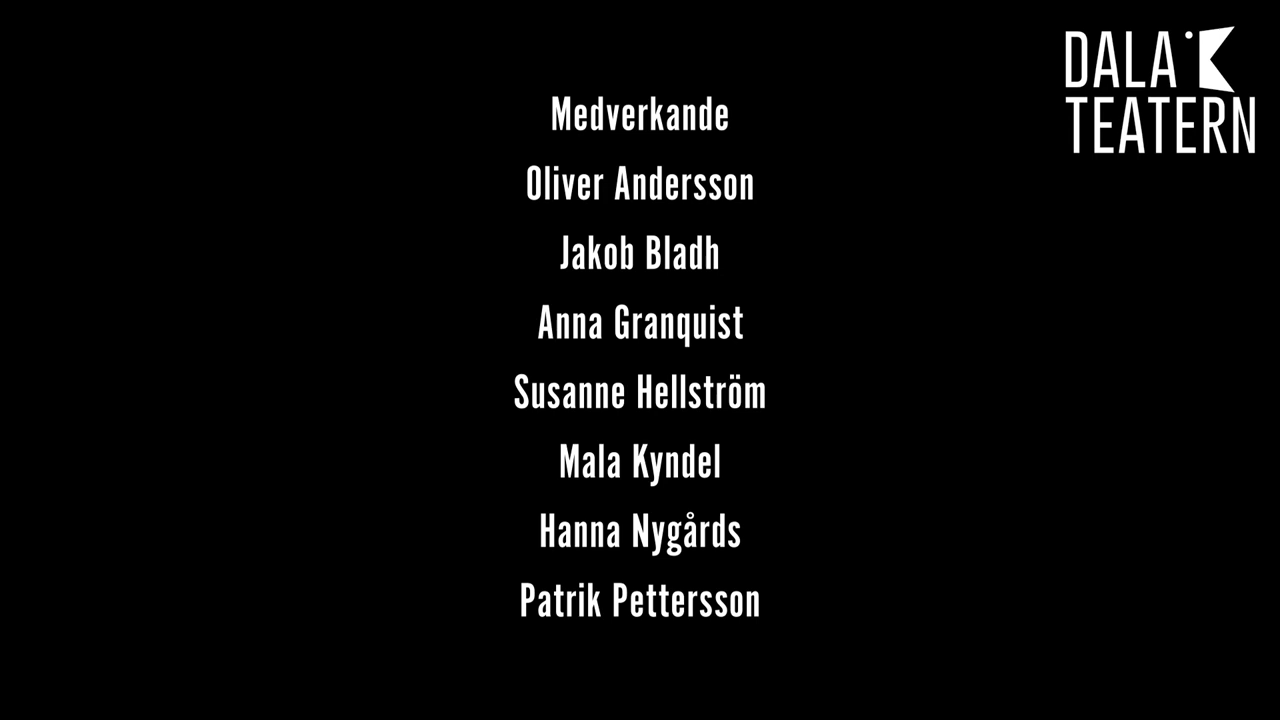 DALA
TEATERN
Medverkande
Oliver Andersson
Jakob Bladh
Anna Granquist
Susanne Hellström
Mala Kyndel
Hanna Nygårds
Patrik Pettersson